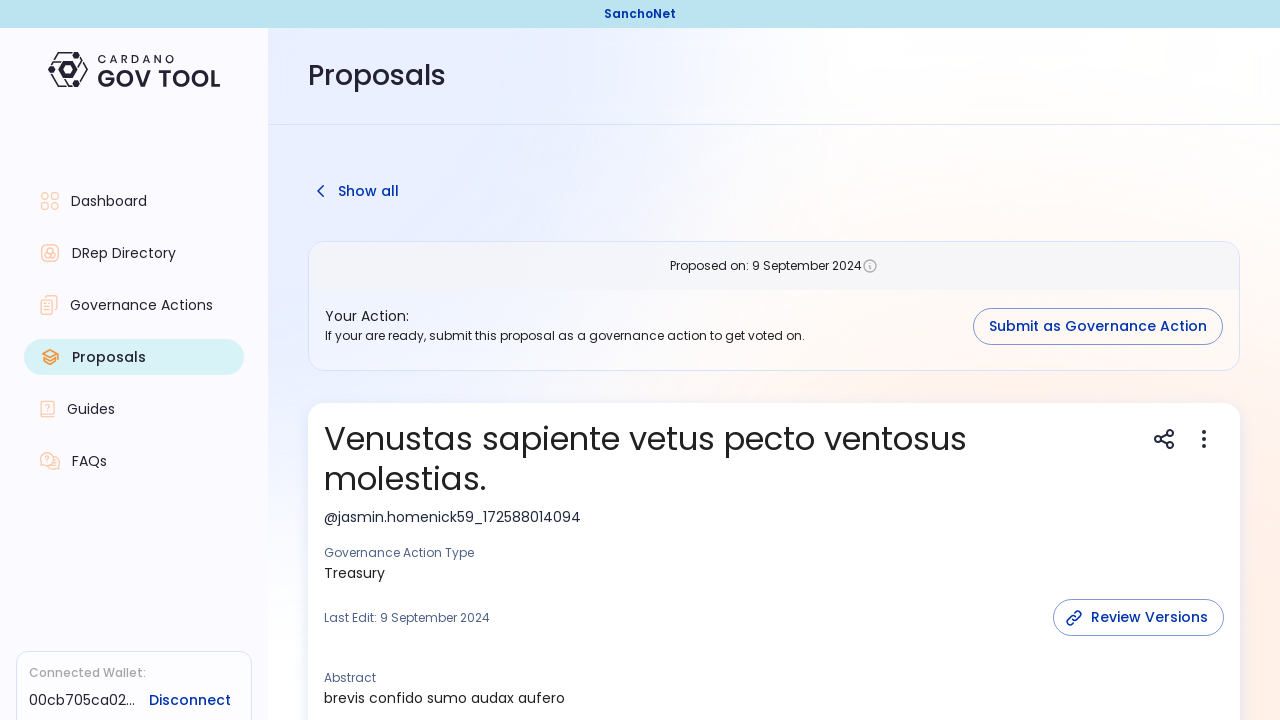 SanchoNet
CARDANO
GOV TOOL
Proposals
Dashboard
DRep Directory
Governance Actions
Proposals
Guides
FAQs
Connected Wallet:
00cb705ca02...
Disconnect
Show all
Proposed on: 9 September 2024
Your Action:
If your are ready, submit this proposal as a governance action to get voted on.
Submit as Governance Action
Venustas sapiente vetus pecto ventosus
molestias.
@jasmin.homenick59_172588014094
Governance Action Type
Treasury
Last Edit: 9 September 2024
Review Versions
Abstract
brevis confido sumo audax aufero